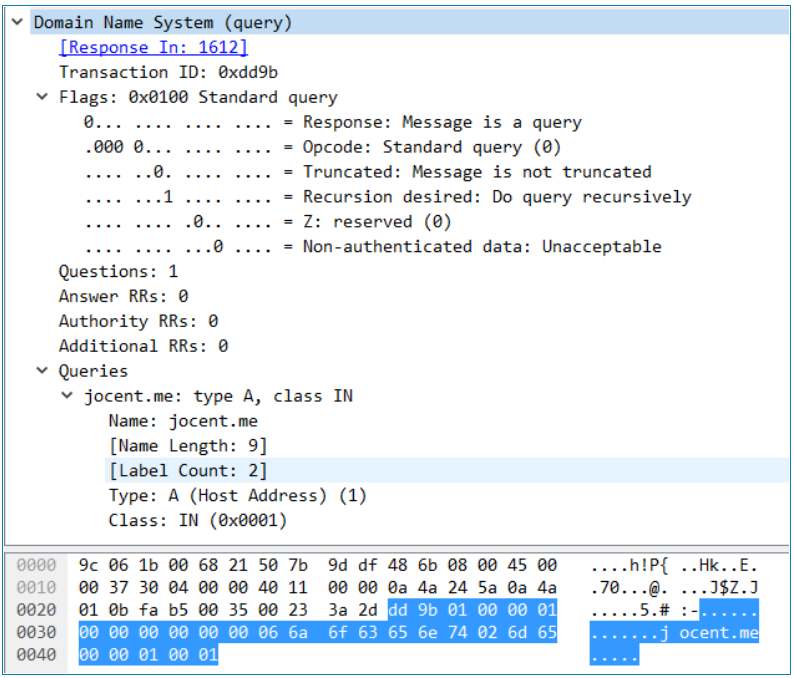 Domain Name System (query)
[Response In: 1612]
Transaction ID: 0xdd9b
Flags: 0x0100 Standard query
0... .... .... .... = Response: Message is a query
.000 0... .... .... = Opcode: Standard query (0)
.... ..0. .... .... = Truncated: Message is not truncated
.... ...1 .... .... = Recursion desired: Do query recursively
.... .... .0.. .... = Z: reserved (0)
.... .... ...0 .... = Non-authenticated data: Unacceptable
Questions: 1
Answer RRs: 0
Authority RRs: 0
Additional RRs: 0
Queries
jocent.me: type A, class IN
Name: jocent.me
[Name Length: 9]
[Label Count: 2]
Type: A (Host Address) (1)
Class: IN (0x0001)
0000 9c 06 1b 00 68 21 50 7b 9d df 48 6b 08 00 45 00 ....h!P{ ..Hk..E.
0010 00 37 30 04 00 00 40 11 00 00 0a 4a 24 5a 0a 4a .70...@. ...J$Z.J
0020 01 0b fa b5 00 35 00 23 3a 2d dd 9b 01 00 00 01 .....5.# :-......
0030 00 00 00 00 00 00 06 6a 6f 63 65 6e 74 02 6d 65 .......j ocent.me
0040 00 00 01 00 01 .....